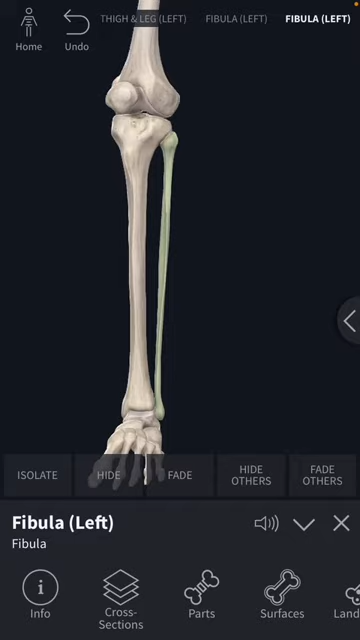 THIGH & LEG (LEFT) FIBULA (LEFT) FIBULA (LEFT)
Home Undo
ISOLATE HIDE FADE HIDE OTHERS FADE OTHERS
Fibula (Left)
Fibula
Info Cross-Sections Parts Surfaces Land